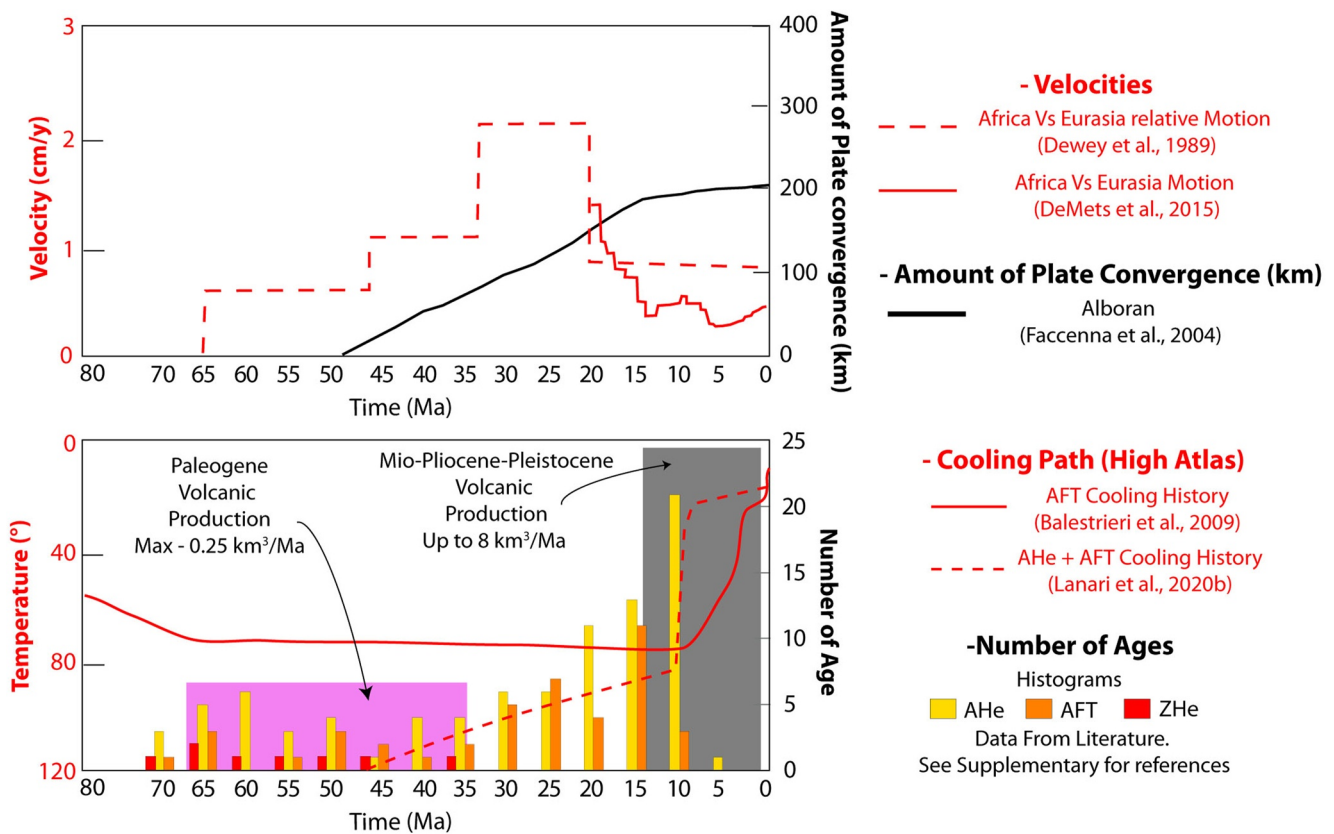 3
2
1
0
Velocity (cm/y)
400
300
200
100
0
Amount of Plate convergence (km)
80 70 65 60 55 50 45 40 35 30 25 20 15 10 5 0
Time (Ma)
- Velocities
Africa Vs Eurasia relative Motion
(Dewey et al., 1989)
Africa Vs Eurasia Motion
(DeMets et al., 2015)
- Amount of Plate Convergence (km)
Alboran
(Faccenna et al., 2004)
0
40
80
120
Temperature (°)
Paleogene
Volcanic
Production
Max - 0.25 km³/Ma
Mio-Pliocene-Pleistocene
Volcanic
Production
Up to 8 km³/Ma
25
20
15
10
5
0
Number of Age
80 70 65 60 55 50 45 40 35 30 25 20 15 10 5 0
Time (Ma)
- Cooling Path (High Atlas)
AFT Cooling History
(Balestrieri et al., 2009)
AHe + AFT Cooling History
(Lanari et al., 2020b)
-Number of Ages
Histograms
AHe AFT ZHe
Data From Literature.
See Supplementary for references